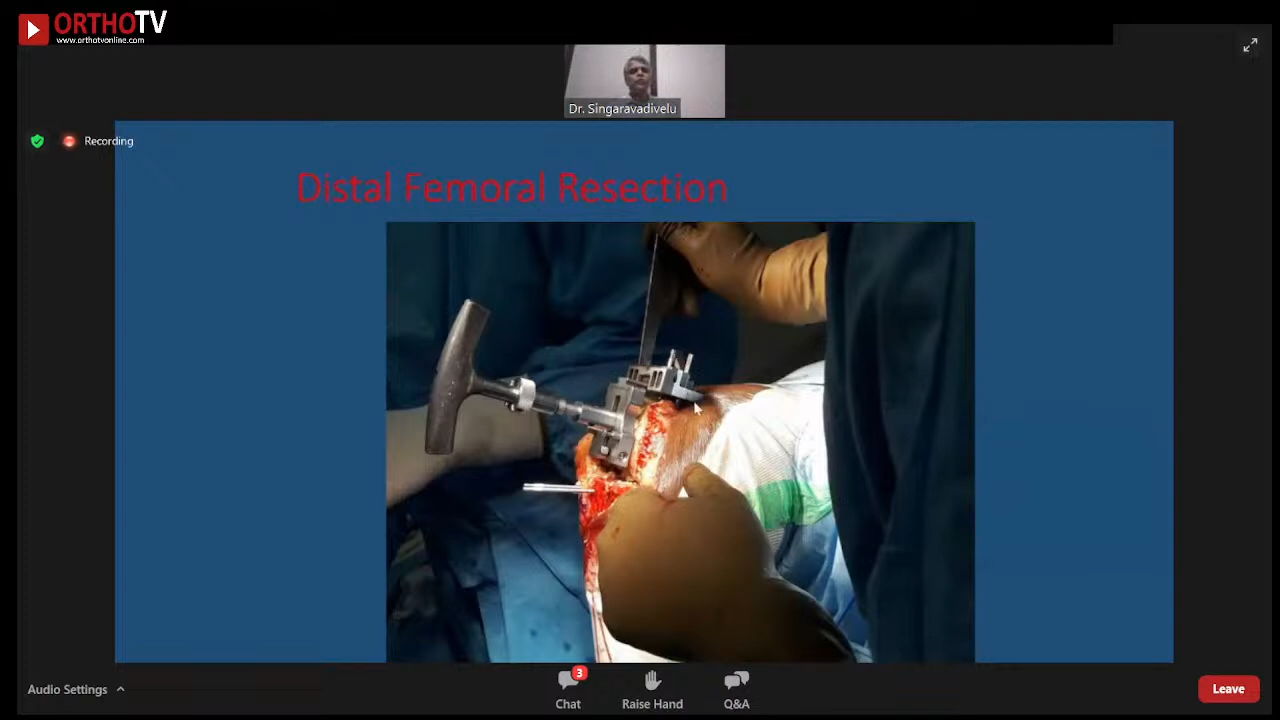 ORTHOTV
www.orthotvonline.com
Dr. Singaravadivelu
Recording
Distal Femoral Resection
3
Audio Settings
Chat
Raise Hand
Q&A
Leave